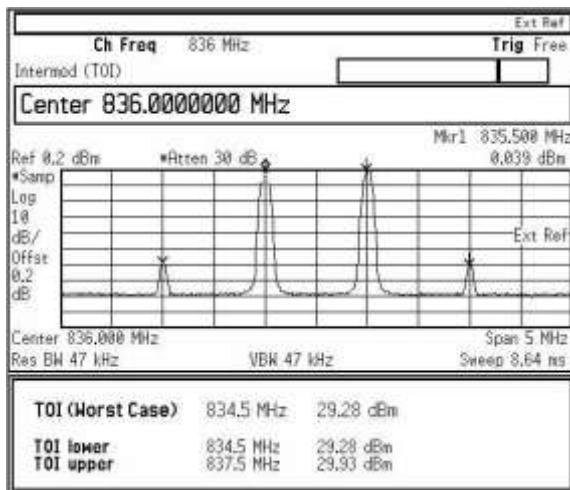 Ext Ref
Ch Freq 836 MHz Trig Free
Intermod (TOI)
Center 836.0000000 MHz
Mkr1 835.500 MHz
Ref 0.2 dBm *Atten 30 dB 0.039 dBm
*Samp
Log
10
dB/
Offst
0.2
dB
Ext Ref
Center 836.000 MHz Span 5 MHz
Res BW 47 kHz VBW 47 kHz Sweep 8.64 ms
TOI (Worst Case) 834.5 MHz 29.28 dBm
TOI lower 834.5 MHz 29.28 dBm
TOI upper 837.5 MHz 29.93 dBm